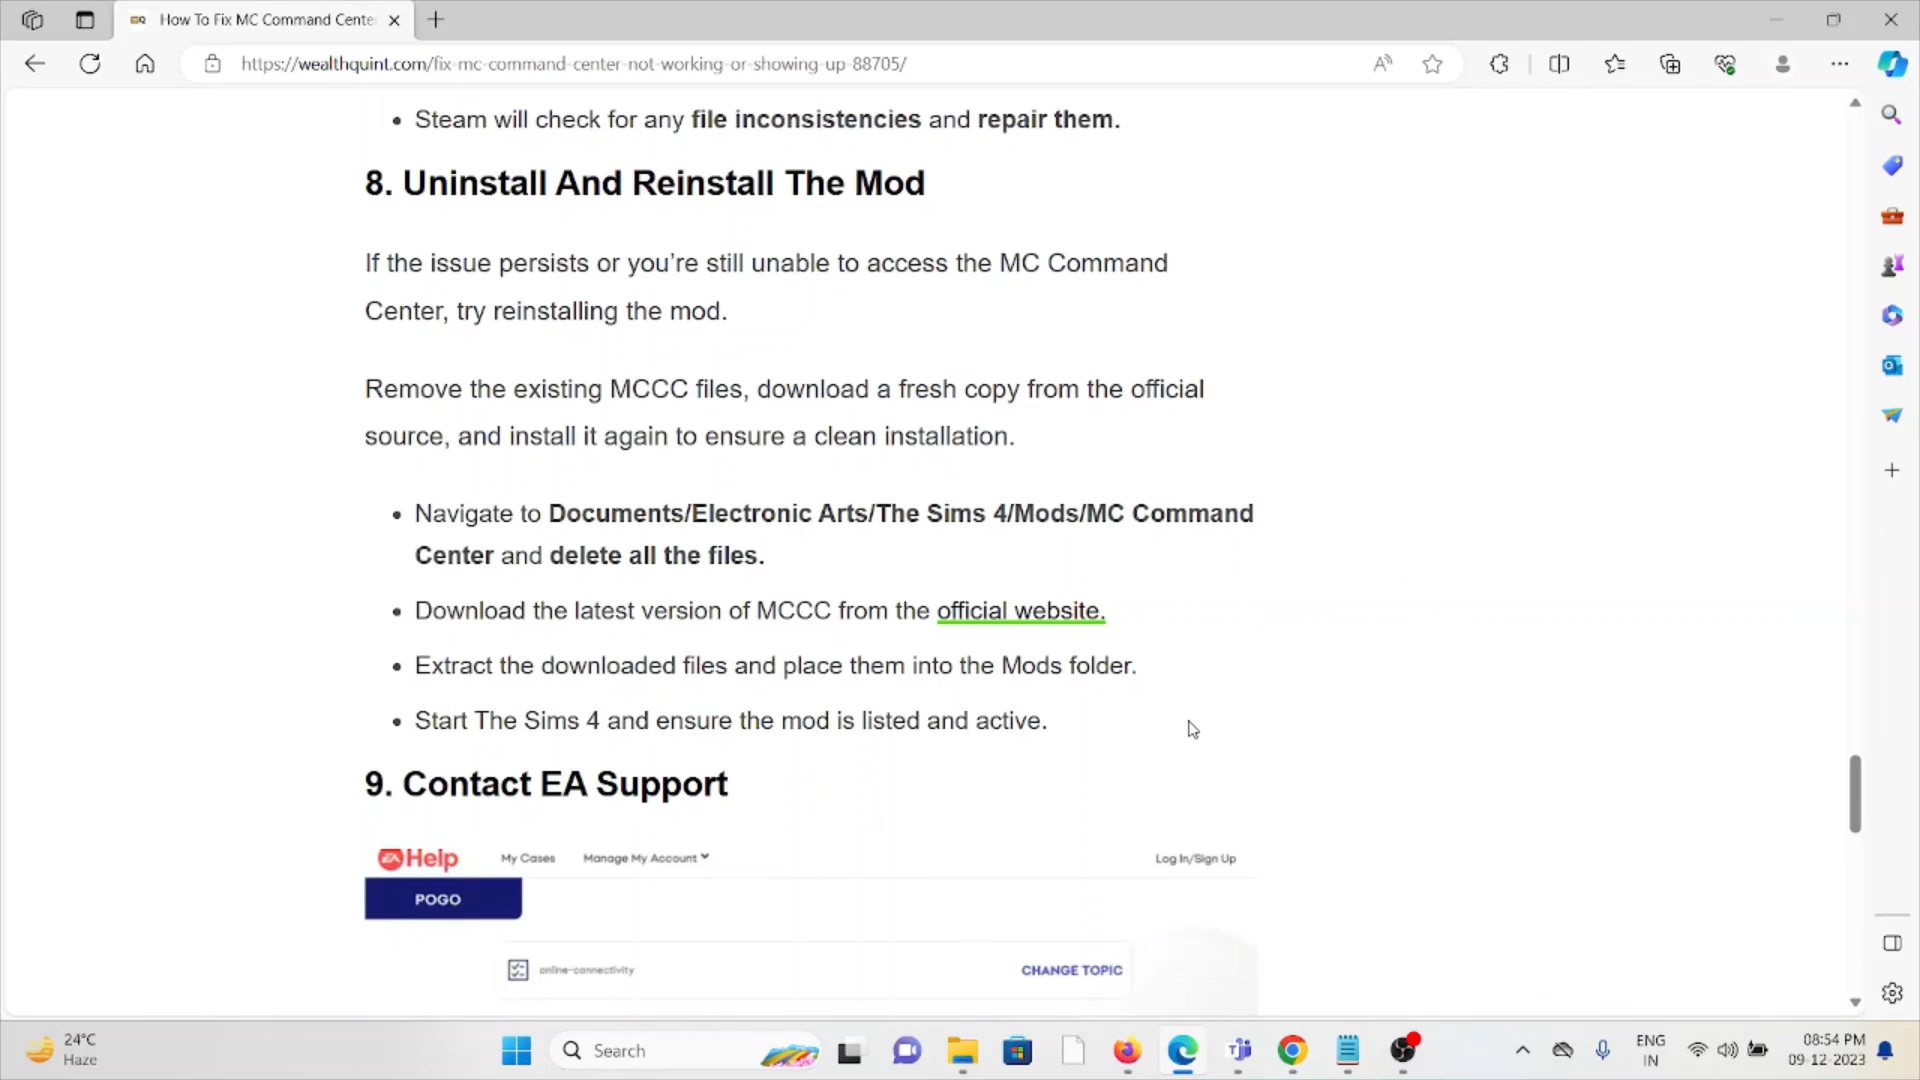 How To Fix MC Command Cente
https://wealthquint.com/fix-mc-command-center-not-working-or-showing-up-88705/
• Steam will check for any file inconsistencies and repair them.
8. Uninstall And Reinstall The Mod
If the issue persists or you’re still unable to access the MC Command
Center, try reinstalling the mod.
Remove the existing MCCC files, download a fresh copy from the official
source, and install it again to ensure a clean installation.
• Navigate to Documents/Electronic Arts/The Sims 4/Mods/MC Command
Center and delete all the files.
• Download the latest version of MCCC from the official website.
• Extract the downloaded files and place them into the Mods folder.
• Start The Sims 4 and ensure the mod is listed and active.
9. Contact EA Support
EA Help My Cases Manage My Account Log In/Sign Up
POGO
online-connectivity CHANGE TOPIC
24°C
Haze
Search
ENG
IN
08:54 PM
09-12-2023